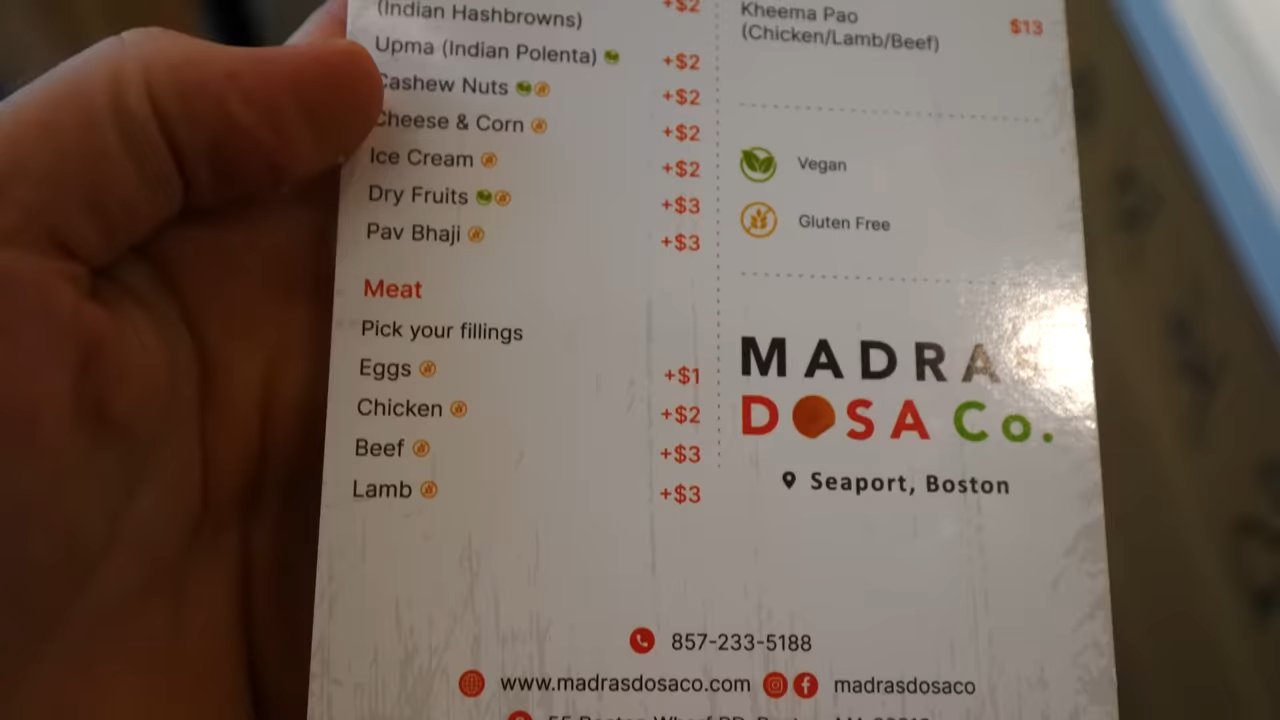 (Indian Hashbrowns) +$2
Upma (Indian Polenta) +$2
Cashew Nuts +$2
Cheese & Corn +$2
Ice Cream +$2
Dry Fruits +$3
Pav Bhaji +$3
Meat
Pick your fillings
Eggs +$1
Chicken +$2
Beef +$3
Lamb +$3
Kheema Pao $13
(Chicken/Lamb/Beef)
Vegan
Gluten Free
MADRAS
DOSA Co.
Seaport, Boston
857-233-5188
www.madrasdosaco.com madrasdosaco